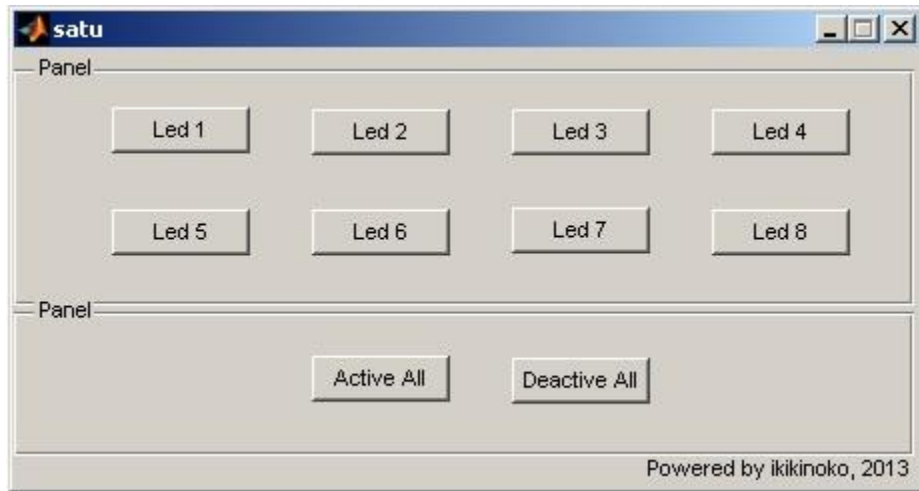 satu
Panel
Led 1 Led 2 Led 3 Led 4
Led 5 Led 6 Led 7 Led 8
Panel
Active All Deactive All
Powered by ikikinoko, 2013